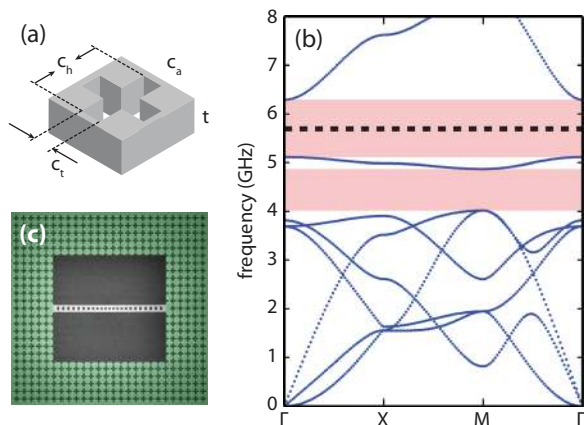 (a)
c_h
c_a
t
c_t
(c)
(b)
frequency (GHz)
8
7
6
5
4
3
2
1
0
Γ X M Γ